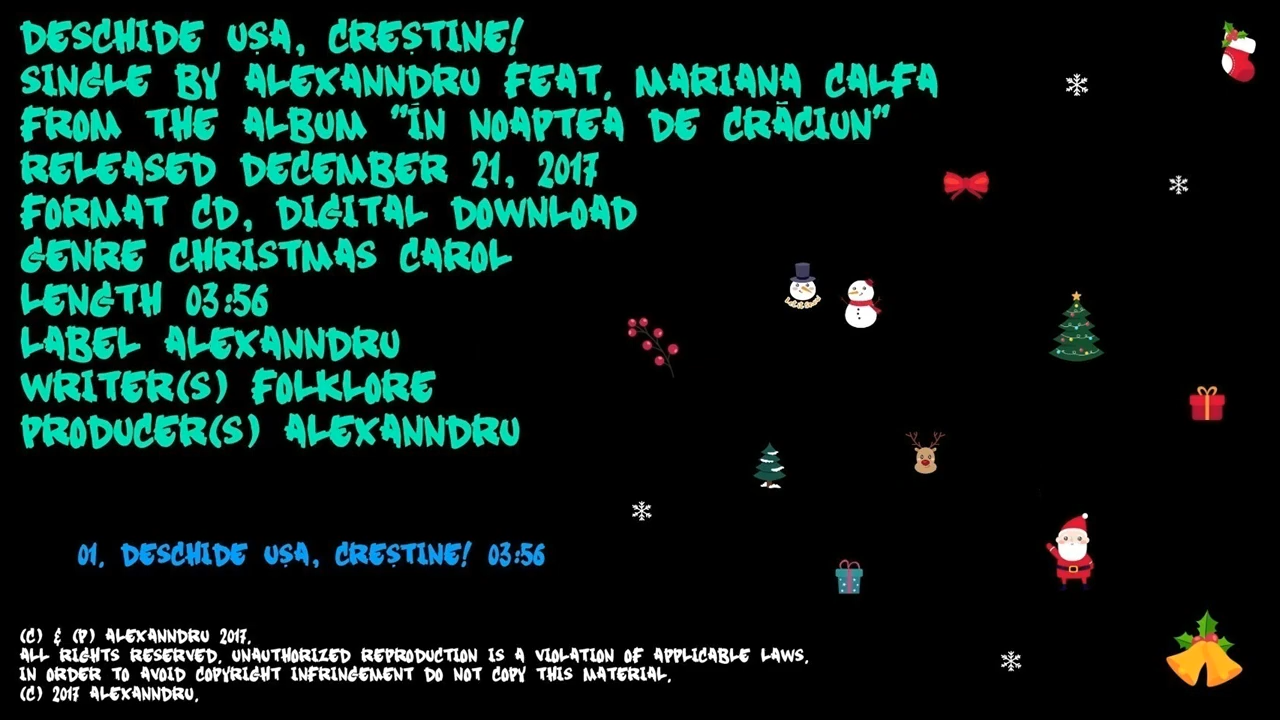 DESCHIDE UȘA, CREȘTINE!
SINGLE BY ALEXANNDRU FEAT. MARIANA CALFA
FROM THE ALBUM "ÎN NOAPTEA DE CRĂCIUN"
RELEASED DECEMBER 21, 2017
FORMAT CD, DIGITAL DOWNLOAD
GENRE CHRISTMAS CAROL
LENGTH 03:56
LABEL ALEXANNDRU
WRITER(S) FOLKLORE
PRODUCER(S) ALEXANNDRU
Let it Snow!
01. DESCHIDE UȘA, CREȘTINE! 03:56
(C) & (P) ALEXANNDRU 2017.
ALL RIGHTS RESERVED. UNAUTHORIZED REPRODUCTION IS A VIOLATION OF APPLICABLE LAWS.
IN ORDER TO AVOID COPYRIGHT INFRINGEMENT DO NOT COPY THIS MATERIAL.
(C) 2017 ALEXANNDRU.